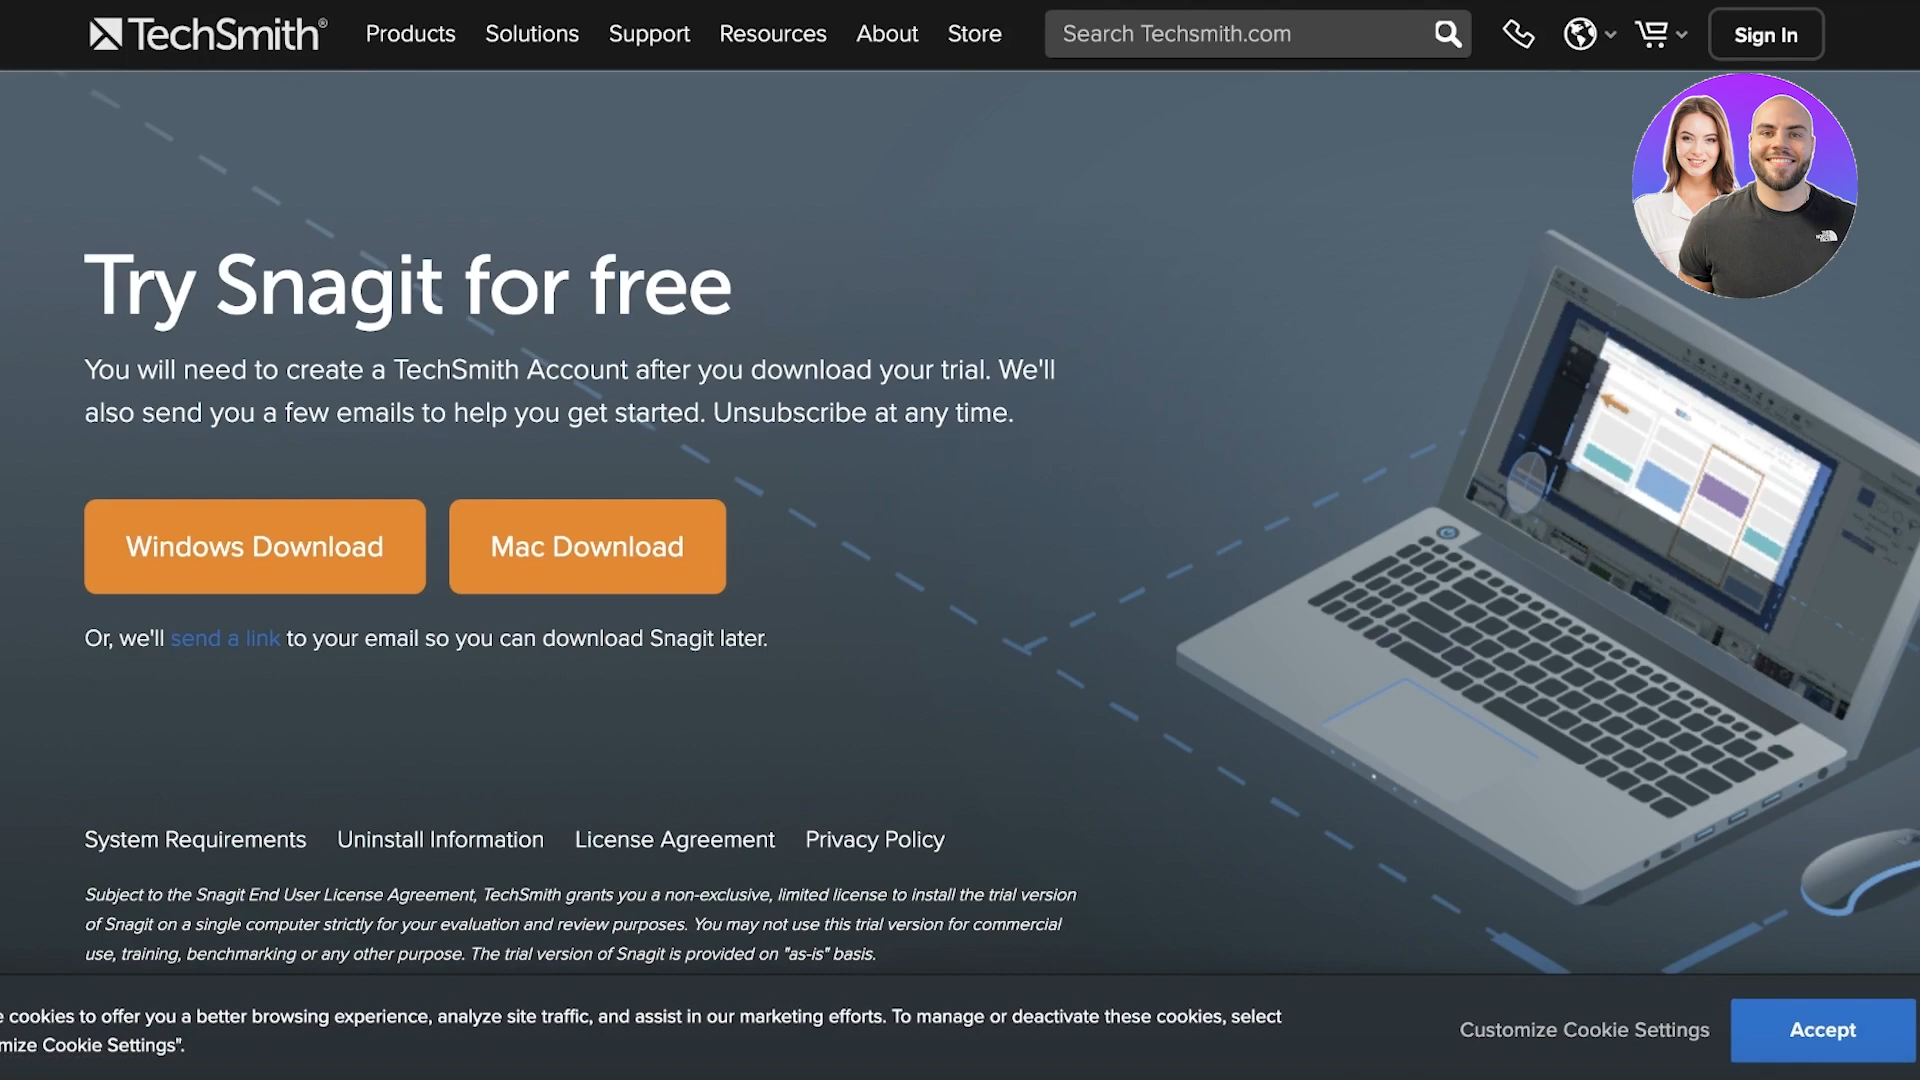 TechSmith®
Products
Solutions
Support
Resources
About
Store
Search Techsmith.com
Sign In
Try Snagit for free
You will need to create a TechSmith Account after you download your trial. We'll
also send you a few emails to help you get started. Unsubscribe at any time.
Windows Download
Mac Download
Or, we'll send a link to your email so you can download Snagit later.
System Requirements
Uninstall Information
License Agreement
Privacy Policy
Subject to the Snagit End User License Agreement, TechSmith grants you a non-exclusive, limited license to install the trial version
of Snagit on a single computer strictly for your evaluation and review purposes. You may not use this trial version for commercial
use, training, benchmarking or any other purpose. The trial version of Snagit is provided on "as-is" basis.
cookies to offer you a better browsing experience, analyze site traffic, and assist in our marketing efforts. To manage or deactivate these cookies, select
mize Cookie Settings".
Customize Cookie Settings
Accept